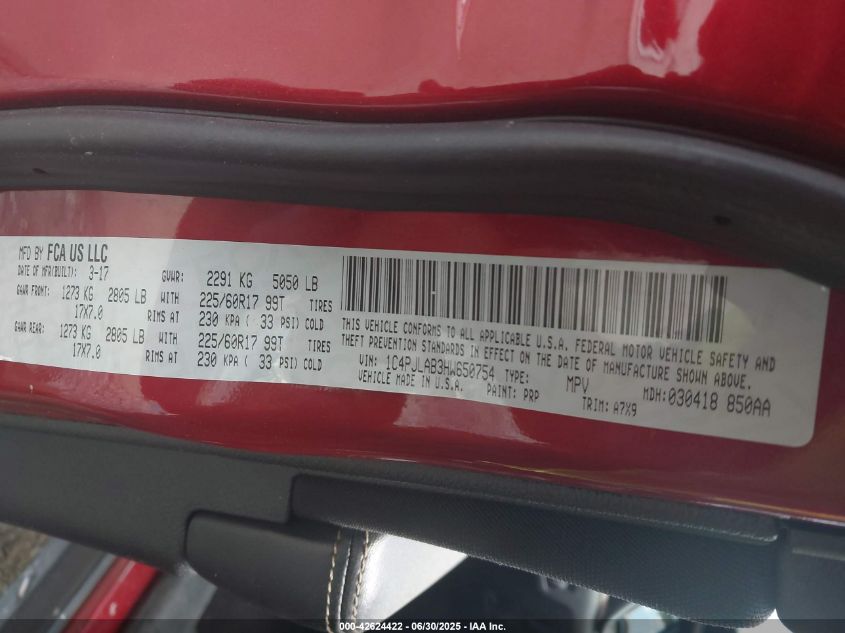 MFD BY FCA US LLC
DATE OF MFR(BUILT): 3-17 GVWR: 2291 KG 5050 LB
GAWR FRONT: 1273 KG 2805 LB WITH 225/60R17 99T TIRES
17X7.0 RIMS AT 230 KPA ( 33 PSI) COLD
GAWR REAR: 1273 KG 2805 LB WITH 225/60R17 99T TIRES
17X7.0 RIMS AT 230 KPA ( 33 PSI) COLD
THIS VEHICLE CONFORMS TO ALL APPLICABLE U.S.A. FEDERAL MOTOR VEHICLE SAFETY AND
THEFT PREVENTION STANDARDS IN EFFECT ON THE DATE OF MANUFACTURE SHOWN ABOVE.
VIN: 1C4PJLAB3HW650754 TYPE: MPV MDH:030418 850AA
VEHICLE MADE IN U.S.A. PAINT: PRP TRIM: A7X9
000-42624422 - 06/30/2025 - IAA Inc.